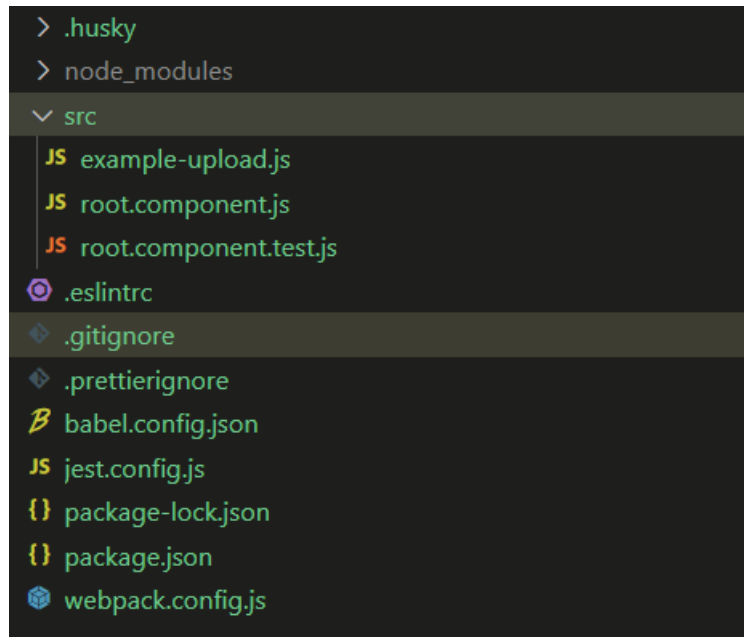 .husky
node_modules
src
JS example-upload.js
JS root.component.js
JS root.component.test.js
.eslintrc
.gitignore
.prettierignore
B babel.config.json
JS jest.config.js
{} package-lock.json
{} package.json
webpack.config.js